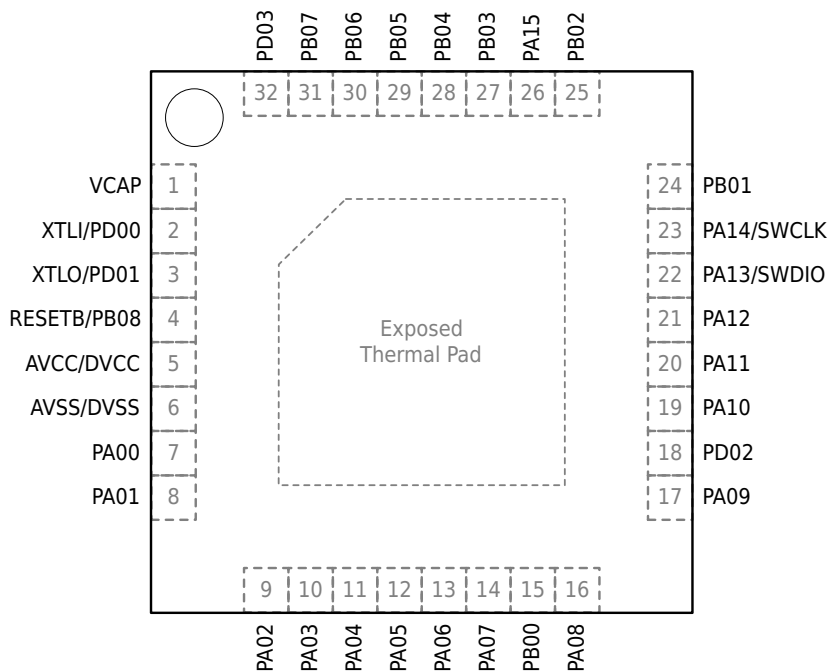 PD03 PB07 PB06 PB05 PB04 PB03 PA15 PB02
32 31 30 29 28 27 26 25
VCAP 1
XTLI/PD00 2
XTLO/PD01 3
RESETB/PB08 4
AVCC/DVCC 5
AVSS/DVSS 6
PA00 7
PA01 8
Exposed
Thermal Pad
24 PB01
23 PA14/SWCLK
22 PA13/SWDIO
21 PA12
20 PA11
19 PA10
18 PD02
17 PA09
9 10 11 12 13 14 15 16
PA02 PA03 PA04 PA05 PA06 PA07 PB00 PA08